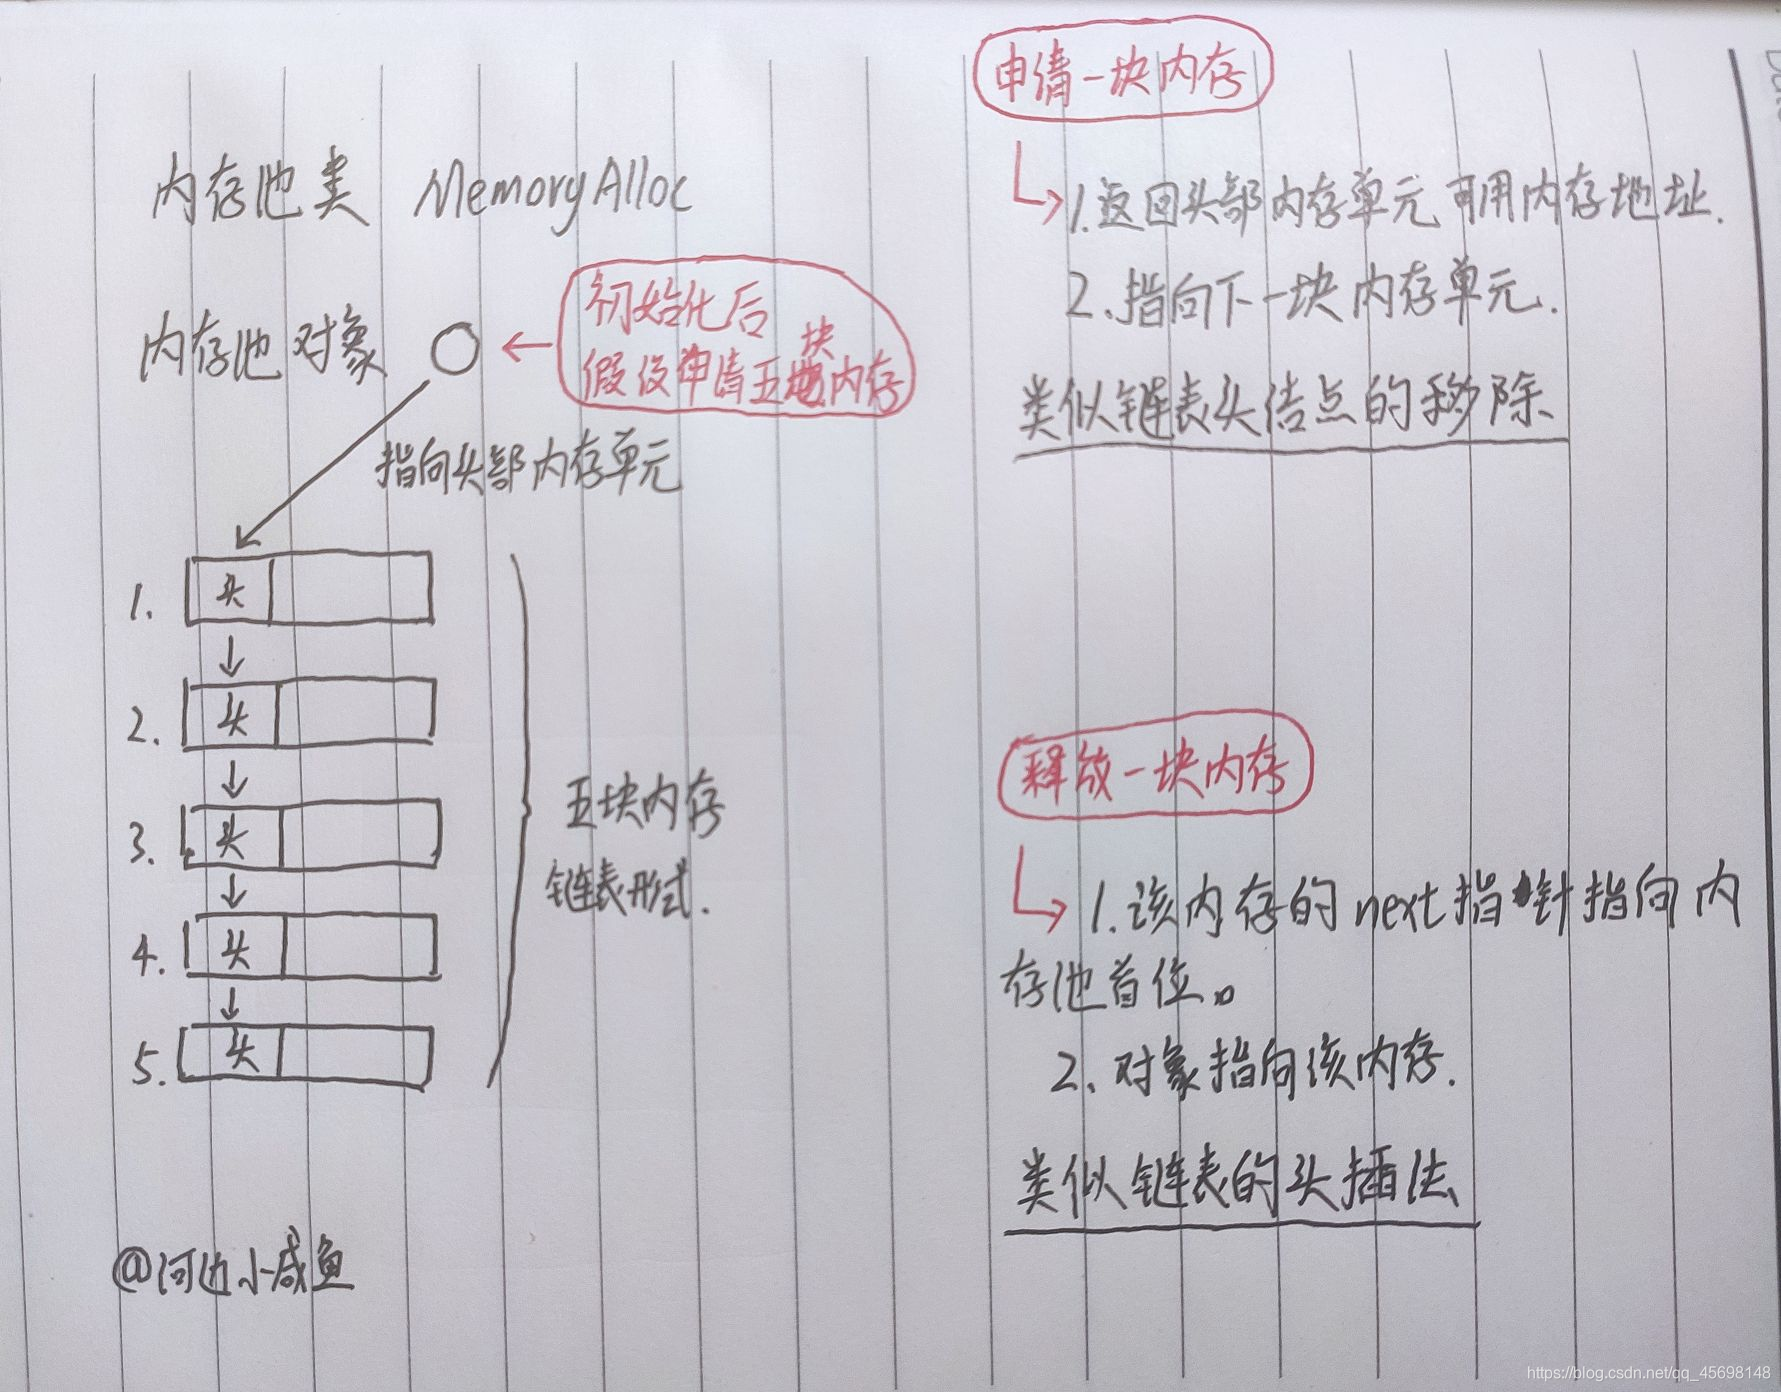 内存池类 MemoryAlloc
内存池对象
初始化后
假设申请五块内存
指向头部内存单元
1. 头
2. 头
3. 头
4. 头
5. 头
五块内存
链表形式.
@河边小咸鱼
申请一块内存
1.返回头部内存单元可用内存地址.
2.指向下一块内存单元.
类似链表头结点的移除
释放一块内存
1.该内存的next指针指向内
存池首位。
2、对象指向该内存.
类似链表的头插法
https://blog.csdn.net/qq_45698148